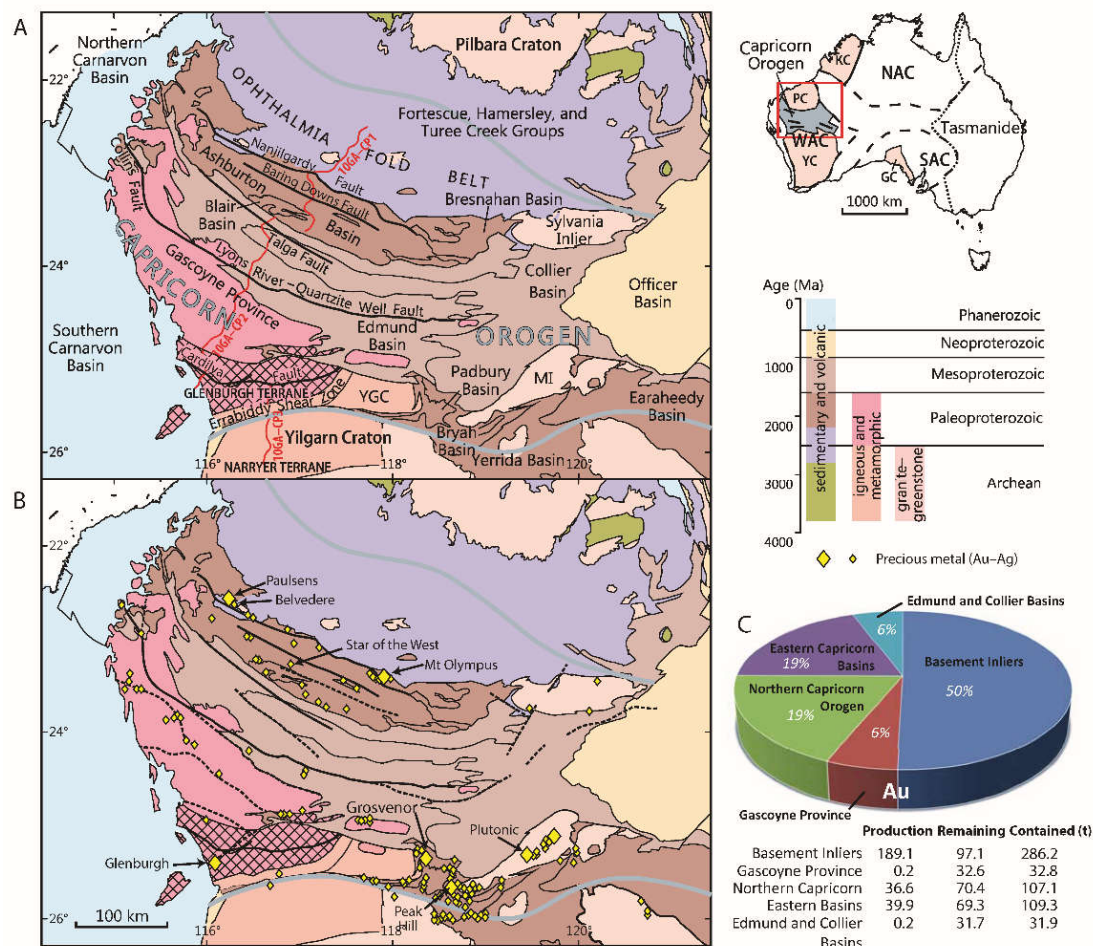 A
Northern
Carnarvon
Basin
Pilbara Craton
22°
OPHTHALMIA
FOLD
BELT
Fortescue, Hamersley, and
Turee Creek Groups
10GA–CP1
Nanjilgardy
Fault
Baring Downs Fault
Collins Fault
Ashburton
Basin
Blair
Basin
Bresnahan Basin
Sylvania
Inlier
Talga Fault
24°
Lyons River–Quartzite
Well Fault
Gascoyne Province
CAPRICORN
OROGEN
Collier
Basin
Officer
Basin
Southern
Carnarvon
Basin
10GA–CP2
Edmund
Basin
Cardilya
Fault
GLENBURGH TERRANE
Errabiddy Shear Zone
Padbury
Basin
MI
YGC
Earaheedy
Basin
Bryah
Basin
Yerrida Basin
10GA–CP3
Yilgarn Craton
NARRYER TERRANE
26°
116°
118°
120°
Capricorn
Orogen
KC
PC
NAC
WAC
YC
GC
SAC
Tasmanides
1000 km
Age (Ma)
0
1000
2000
3000
4000
sedimentary and volcanic
igneous and
metamorphic
granite-
greenstone
Phanerozoic
Neoproterozoic
Mesoproterozoic
Paleoproterozoic
Archean
Precious metal (Au–Ag)
B
22°
Paulsens
Belvedere
Star of the West
Mt Olympus
24°
Grosvenor
Plutonic
Glenburgh
Peak
Hill
26°
100 km
116°
118°
120°
C
Edmund and Collier Basins
6%
Eastern Capricorn
Basins
19%
Basement Inliers
50%
Northern Capricorn
Orogen
19%
6%
Au
Gascoyne Province
Production Remaining Contained (t)
Basement Inliers 189.1 97.1 286.2
Gascoyne Province 0.2 32.6 32.8
Northern Capricorn 36.6 70.4 107.1
Eastern Basins 39.9 69.3 109.3
Edmund and Collier 0.2 31.7 31.9
Basins